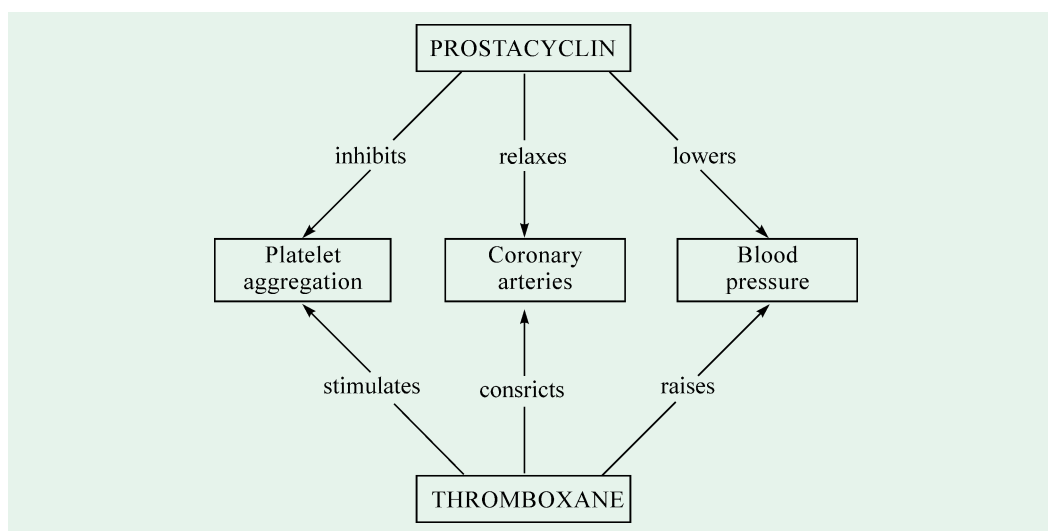 PROSTACYCLIN
inhibits relaxes lowers
Platelet aggregation
Coronary arteries
Blood pressure
stimulates consricts raises
THROMBOXANE